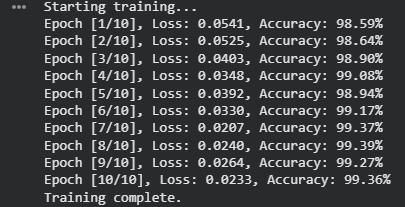 Starting training...
Epoch [1/10], Loss: 0.0541, Accuracy: 98.59%
Epoch [2/10], Loss: 0.0525, Accuracy: 98.64%
Epoch [3/10], Loss: 0.0403, Accuracy: 98.90%
Epoch [4/10], Loss: 0.0348, Accuracy: 99.08%
Epoch [5/10], Loss: 0.0392, Accuracy: 98.94%
Epoch [6/10], Loss: 0.0330, Accuracy: 99.17%
Epoch [7/10], Loss: 0.0207, Accuracy: 99.37%
Epoch [8/10], Loss: 0.0240, Accuracy: 99.39%
Epoch [9/10], Loss: 0.0264, Accuracy: 99.27%
Epoch [10/10], Loss: 0.0233, Accuracy: 99.36%
Training complete.